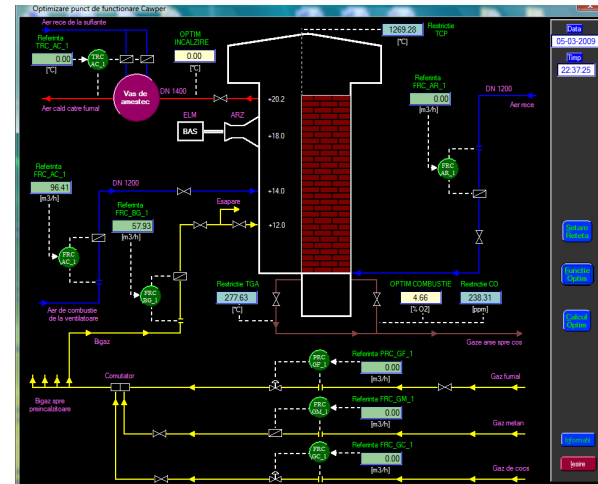 Optimizare punct de functionare Cawper
Aer rece de la suflante
Referinta
TRC_AC_1
0.00
[°C]
TRC
AC_1
OPTIM
INCALZIRE
0.00
[°C]
1269.28
[°C]
Restrictie
TCP
Data
05-03-2009
Timp
22:37:25
Vas de
amestec
DN 1400
Aer cald catre fumal
+20.2
ELM
ARZ
BAS
+18.0
Referinta
FRC_AR_1
0.00
[m3/h]
DN 1200
Aer rece
FRC
AR_1
Referinta
FRC_AC_1
96.41
[m3/h]
DN 1200
+14.0
Referinta
FRC_BG_1
57.93
[m3/h]
Esapare
+12.0
FRC
AC_1
FRC
BG_1
Setare
Reteta
Functie
Optim
Calcul
Optim
Restrictie TGA
277.63
[°C]
OPTIM COMBUSTIE
4.66
[% O2]
Restrictie CO
238.31
[ppm]
Aer de combustie
de la ventilatoare
Bigaz
Gaze arse spre cos
Comutator
Bigaz spre
preincalzitoare
PRC
GF_1
Referinta PRC_GF_1
0.00
[m3/h]
Gaz fumal
FRC
GM_1
Referinta FRC_GM_1
0.00
[m3/h]
Gaz metan
FRC
GC_1
Referinta FRC_GC_1
0.00
[m3/h]
Gaz de cocs
Informatii
Iesire